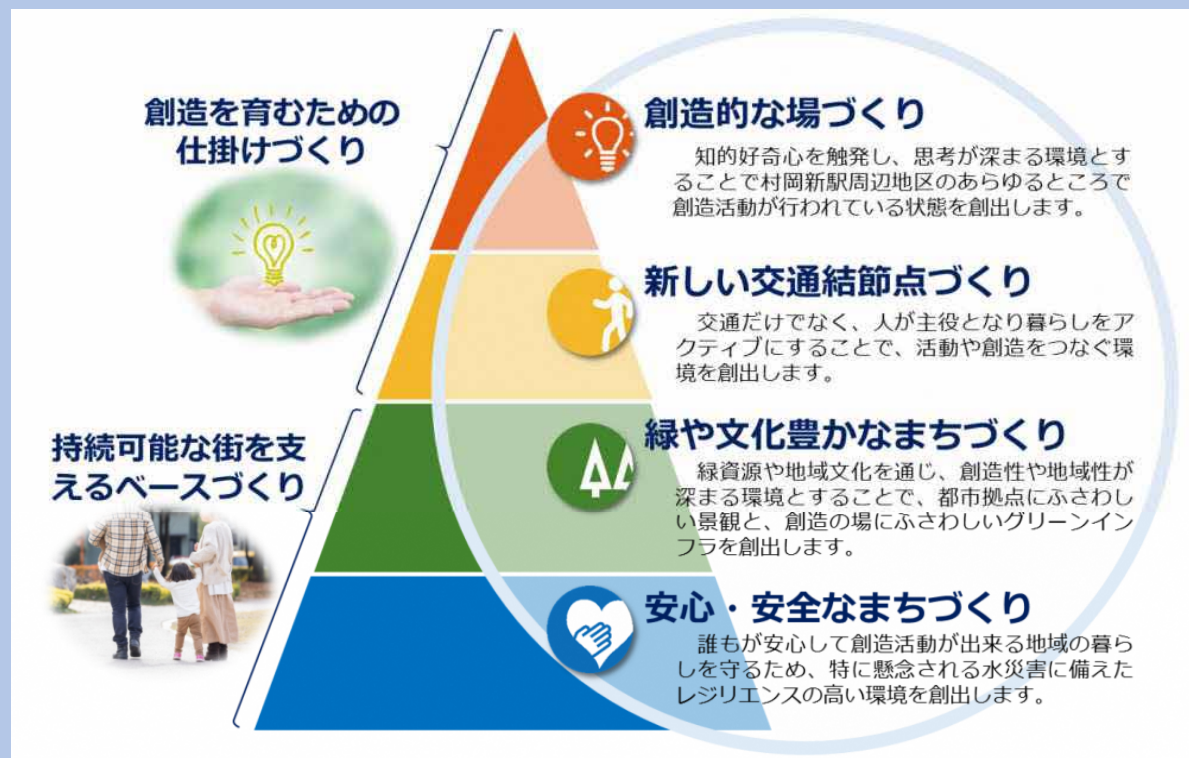 創造を育むための
仕掛けづくり
創造的な場づくり
知的好奇心を触発し、思考が深まる環境とす
ることで村岡新駅周辺地区のあらゆるところで
創造活動が行われている状態を創出します。
新しい交通結節点づくり
交通だけでなく、人が主役となり暮らしをア
クティブにすることで、活動や創造をつなぐ環
境を創出します。
持続可能な街を支
えるベースづくり
緑や文化豊かなまちづくり
緑資源や地域文化を通じ、創造性や地域性が
深まる環境とすることで、都市拠点にふさわし
い景観と、創造の場にふさわしいグリーンイン
フラを創出します。
安心・安全なまちづくり
誰もが安心して創造活動が出来る地域の暮ら
しを守るため、特に懸念される水災害に備えた
レジリエンスの高い環境を創出します。